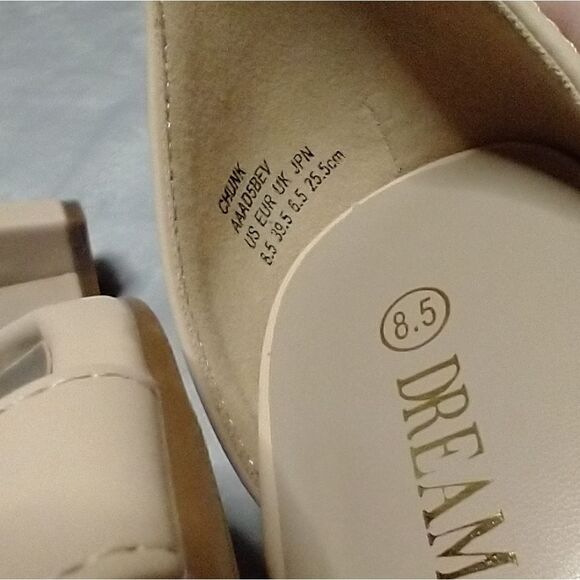 CHUNK
AAAD5BEV
US EUR UK JPN
8.5 39.5 6.5 25.5cm
8.5
DREAM